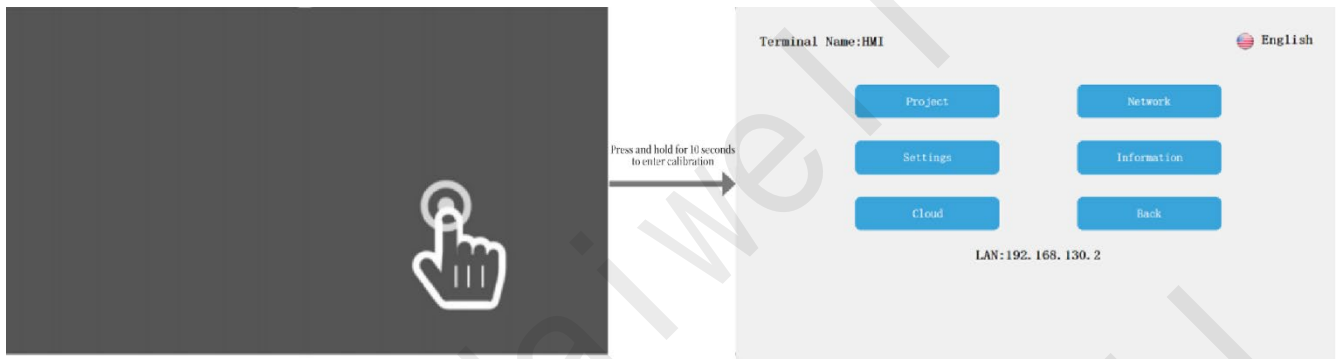 Terminal Name:HMI
English
Project
Network
Press and hold for 10 seconds
to enter calibration
Settings
Information
Cloud
Back
LAN:192. 168. 130. 2